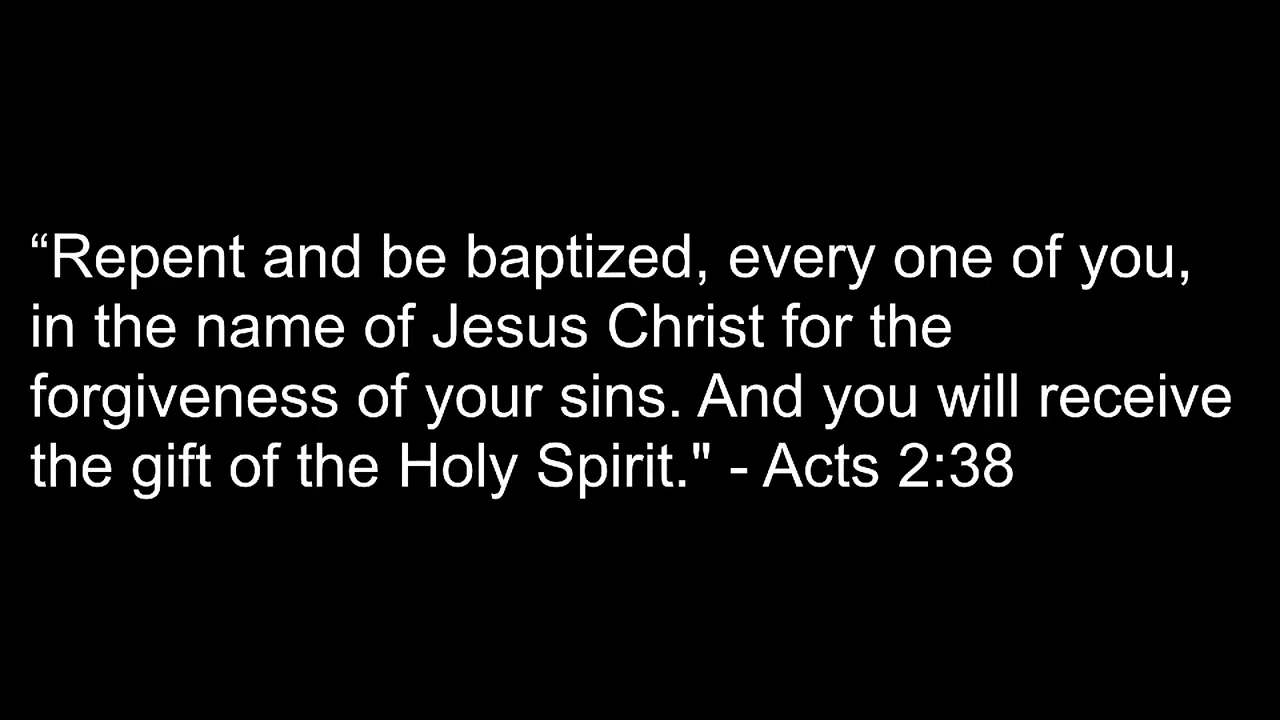 “Repent and be baptized, every one of you,
in the name of Jesus Christ for the
forgiveness of your sins. And you will receive
the gift of the Holy Spirit." - Acts 2:38